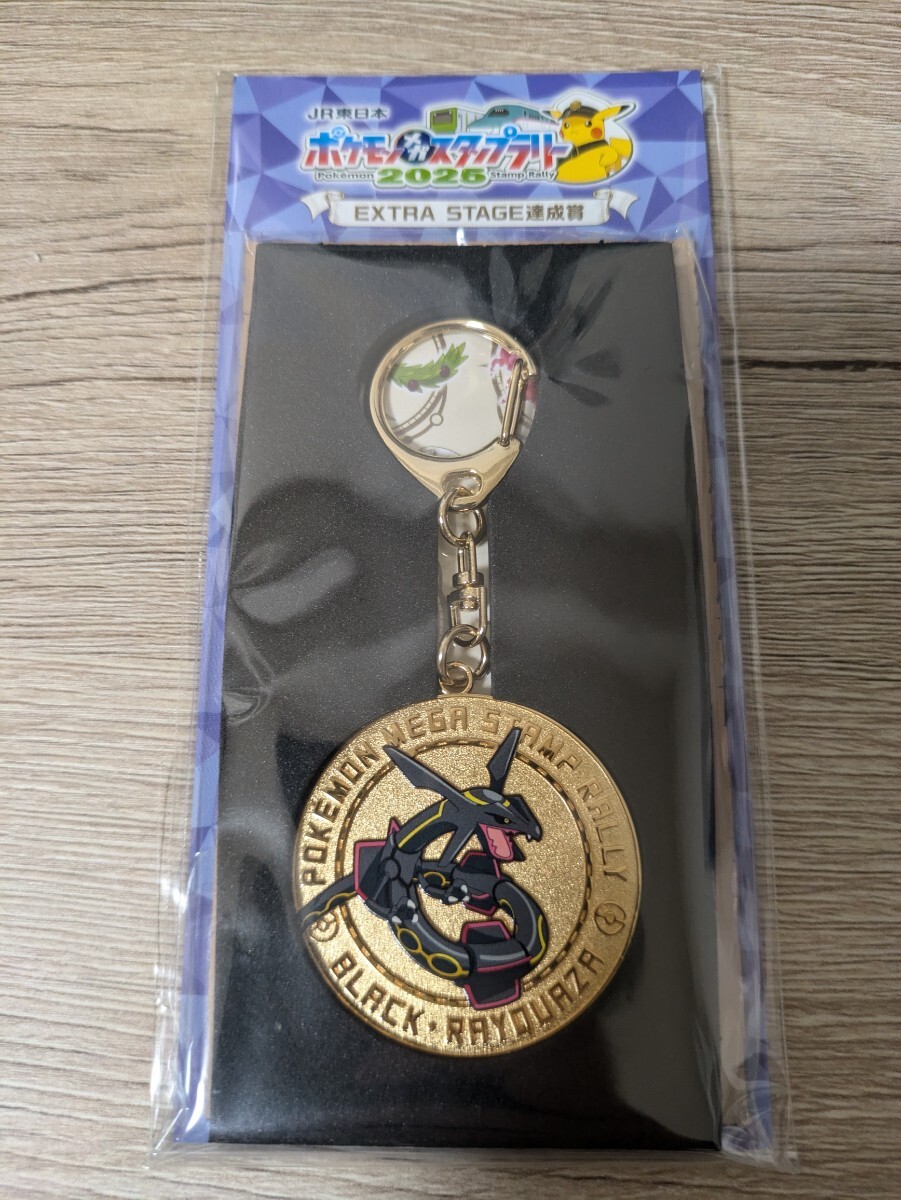 JR東日本
ポケモンメガスタンプラリー
Pokémon 2026 Stamp Rally
EXTRA STAGE達成賞
POKÉMON MEGA STAMP RALLY
BLACK・RAYQUAZA